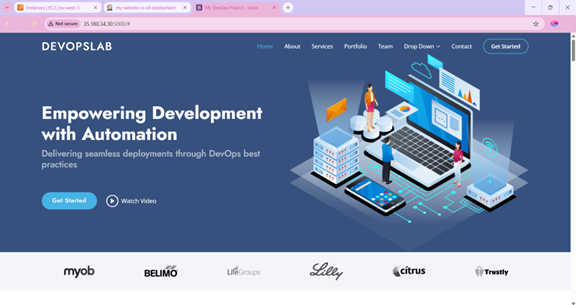 Instances | EC2 | eu-west-3
my-website-ci-cd-deployment
My DevOps Project - Index
Not secure
35.180.34.30:5000/#
DEVOPSLAB
Home
About
Services
Portfolio
Team
Drop Down
Contact
Get Started
Empowering Development
with Automation
Delivering seamless deployments through DevOps best
practices
Get Started
Watch Video
myob
BELIMO
LifeGroups
Lilly
citrus
Trustly